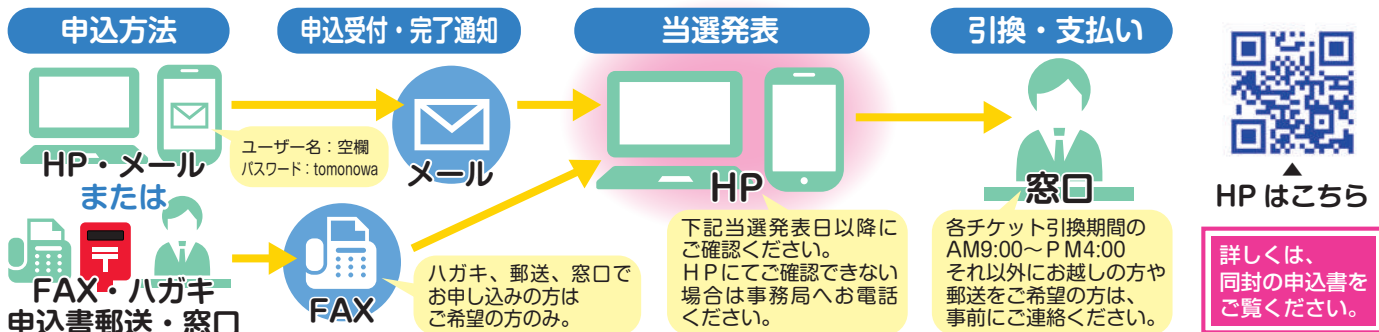 申込方法
申込受付・完了通知
当選発表
引換・支払い
HP・メール
または
FAX・ハガキ
申込書郵送・窓口
ユーザー名：空欄
パスワード：tomonowa
メール
FAX
ハガキ、郵送、窓口で
お申し込みの方は
ご希望の方のみ。
HP
下記当選発表日以降に
ご確認ください。
ＨＰにてご確認できない
場合は事務局へお電話
ください。
窓口
各チケット引換期間の
AM9:00〜ＰＭ4:00
それ以外にお越しの方や
郵送をご希望の方は、
事前にご連絡ください。
▲
HP はこちら
詳しくは、
同封の申込書を
ご覧ください。